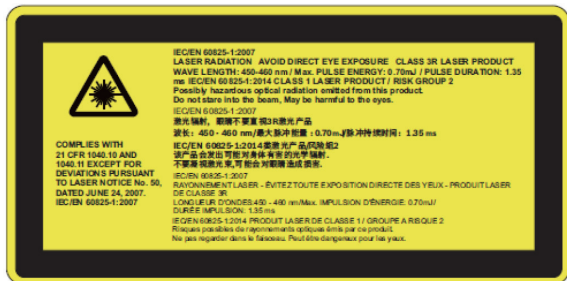 COMPLIES WITH
21 CFR 1040.10 AND
1040.11 EXCEPT FOR
DEVIATIONS PURSUANT
TO LASER NOTICE No. 50,
DATED JUNE 24, 2007.
IEC/EN 60825-1:2007
IEC/EN 60825-1:2007
LASER RADIATION AVOID DIRECT EYE EXPOSURE CLASS 3R LASER PRODUCT
WAVE LENGTH: 450-460 nm / Max. PULSE ENERGY: 0.70mJ / PULSE DURATION: 1.35
ms IEC/EN 60825-1:2014 CLASS 1 LASER PRODUCT / RISK GROUP 2
Possibly hazardous optical radiation emitted from this product.
Do not stare into the beam, May be harmful to the eyes.
IEC/EN 60825-1:2007
激光辐射，眼睛不要直视3R激光产品
波长：450 - 460 nm/最大脉冲能量：0.70mJ/脉冲持续时间：1.35 ms
IEC/EN 60825-1:2014类激光产品/风险组2
该产品会发出可能对身体有害的光学辐射.
不要凝视激光束,可能会对眼睛造成损害.
IEC/EN 60825-1:2007
RAYONNEMENT LASER - ÉVITEZ TOUTE EXPOSITION DIRECTE DES YEUX - PRODUIT LASER
DE CLASSE 3R
LONGUEUR D'ONDES:450 - 460 nm/Max. IMPULSION D'ÉNERGIE: 0.70mJ/
DURÉE IMPULSION: 1.35 ms
IEC/EN 60825-1:2014 PRODUIT LASER DE CLASSE 1 / GROUPE A RISQUE 2
Risques possibles de rayonnements optiques émis par ce produit.
Ne pas regarder dans le faisceau. Peut être dangereux pour les yeux.